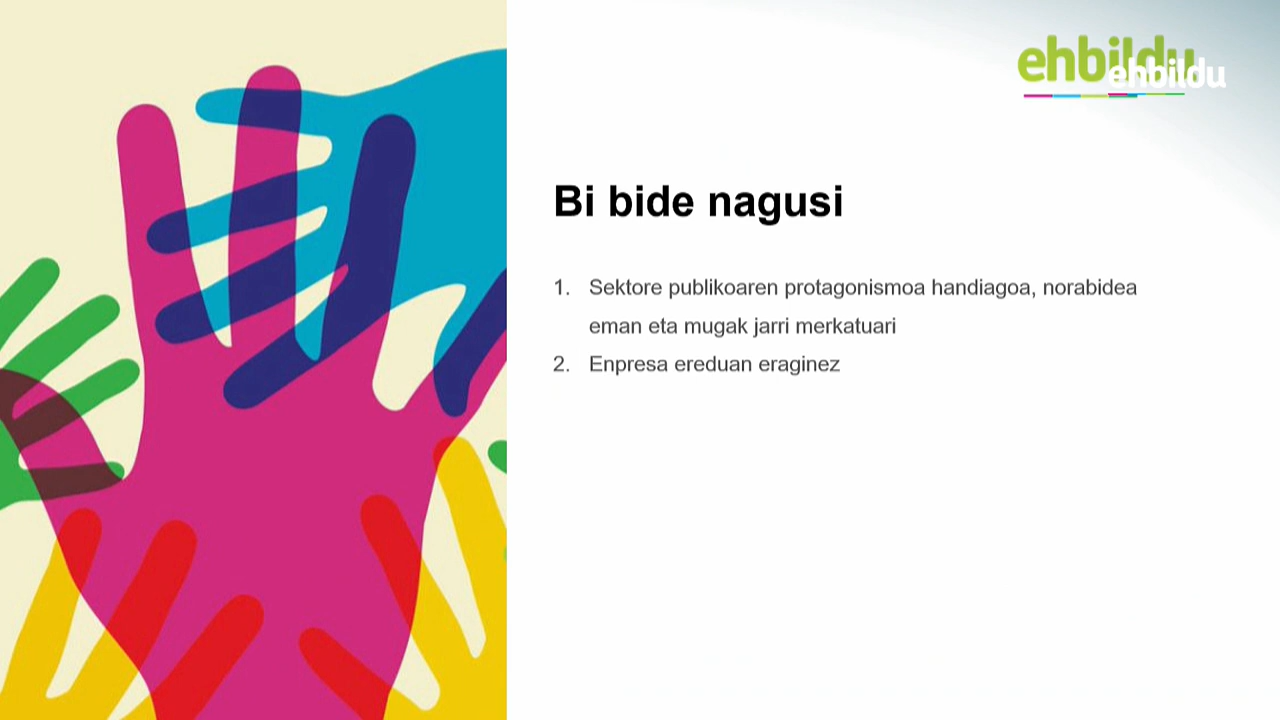 ehbildu
ehbildu
Bi bide nagusi
1. Sektore publikoaren protagonismoa handiagoa, norabidea
eman eta mugak jarri merkatuari
2. Enpresa ereduan eraginez